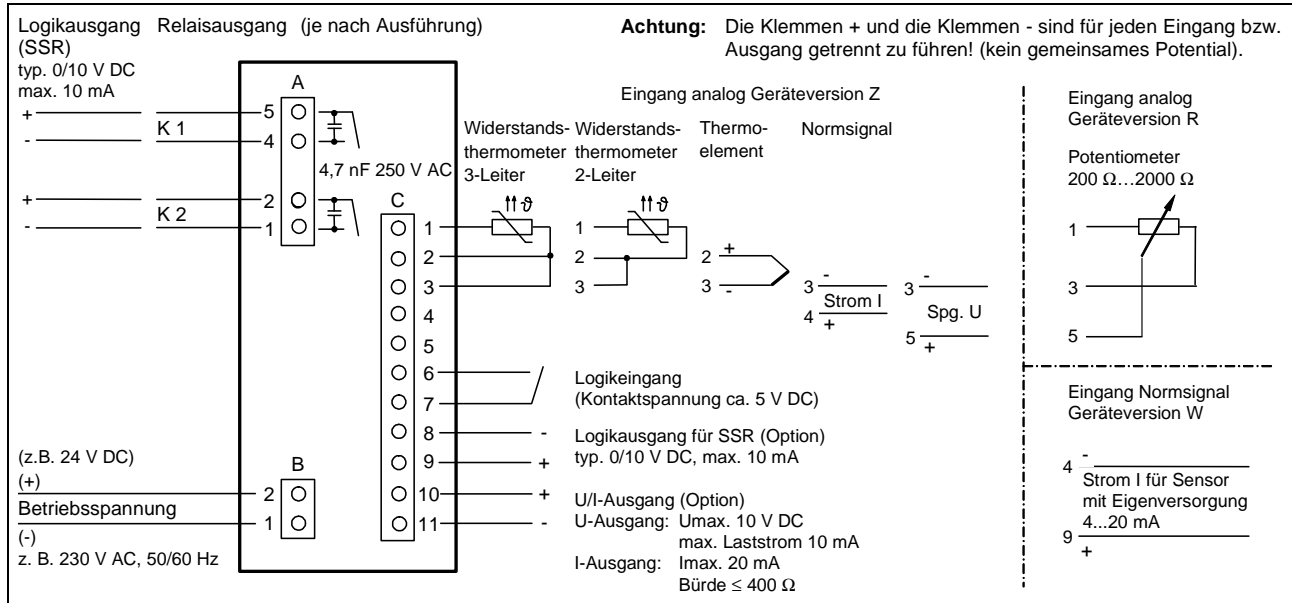 Logikausgang Relaisausgang (je nach Ausführung)
(SSR)
typ. 0/10 V DC
max. 10 mA
Achtung: Die Klemmen + und die Klemmen - sind für jeden Eingang bzw.
Ausgang getrennt zu führen! (kein gemeinsames Potential).
A
+ K 1 5
- 4
4,7 nF 250 V AC
+ K 2 2
- 1
Eingang analog Geräteversion Z
Widerstands-
thermometer
3-Leiter
Widerstands-
thermometer
2-Leiter
Thermo-
element
Normsignal
C
1
2
3
4
5
6
7
8 -
9 +
10 +
11 -
ϑ
ϑ
1
2
3
2 +
3 -
3 -
Strom I
4 +
3 -
Spg. U
5 +
Logikeingang
(Kontaktspannung ca. 5 V DC)
Logikausgang für SSR (Option)
typ. 0/10 V DC, max. 10 mA
U/I-Ausgang (Option)
U-Ausgang: Umax. 10 V DC
max. Laststrom 10 mA
I-Ausgang: Imax. 20 mA
Bürde ≤ 400 Ω
(z.B. 24 V DC)
(+)
Betriebsspannung
(-)
z. B. 230 V AC, 50/60 Hz
B
2
1
Eingang analog
Geräteversion R
Potentiometer
200 Ω...2000 Ω
1
3
5
Eingang Normsignal
Geräteversion W
4 -
Strom I für Sensor
mit Eigenversorgung
4...20 mA
9 +